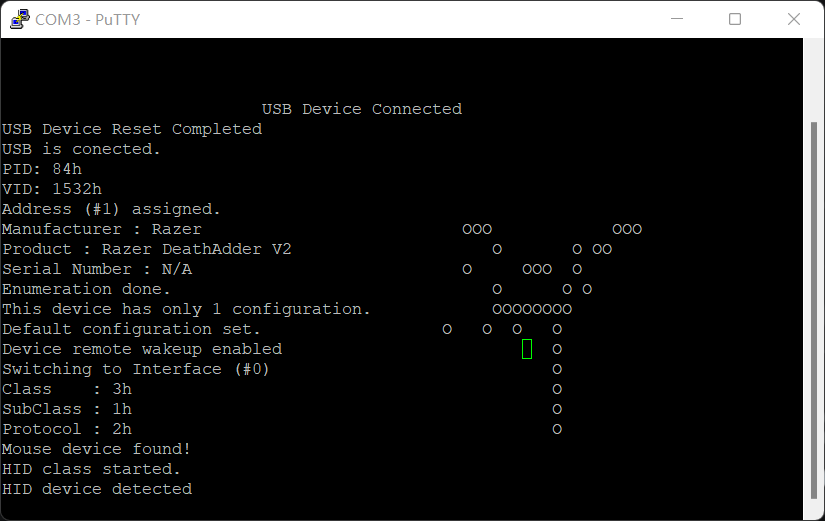 COM3 - PuTTY
USB Device Connected
USB Device Reset Completed
USB is conected.
PID: 84h
VID: 1532h
Address (#1) assigned.
Manufacturer : Razer                          OOO            OOO
Product : Razer DeathAdder V2                    O       O OO
Serial Number : N/A                           O     OOO  O
Enumeration done.                                O      O O
This device has only 1 configuration.            OOOOOOOO
Default configuration set.                  O   O  O   O
Device remote wakeup enabled                           O
Switching to Interface (#0)                            O
Class    : 3h                                          O
SubClass : 1h                                          O
Protocol : 2h                                          O
Mouse device found!
HID class started.
HID device detected